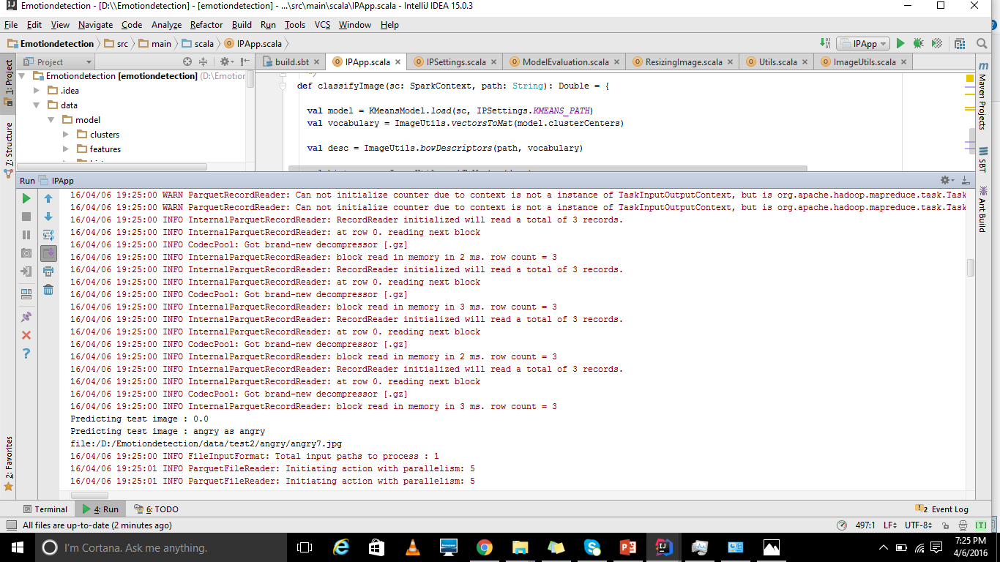 Emotiondetection - [D:\\Emotiondetection] - [emotiondetection] - ...\src\main\scala\IPApp.scala - IntelliJ IDEA 15.0.3
File Edit View Navigate Code Analyze Refactor Build Run Tools VCS Window Help
Emotiondetection src main scala IPApp.scala IPApp
Project build.sbt IPApp.scala IPSettings.scala ModelEvaluation.scala ResizingImage.scala Utils.scala ImageUtils.scala
1: Project
7: Structure
2: Favorites
Emotiondetection [emotiondetection] (D:\Emotion
.idea
data
model
clusters
features
*/
def classifyImage(sc: SparkContext, path: String): Double = {
val model = KMeansModel.load(sc, IPSettings.KMEANS_PATH)
val vocabulary = ImageUtils.vectorsToMat(model.clusterCenters)
val desc = ImageUtils.bowDescriptors(path, vocabulary)
Maven Projects
SBT
Ant Build
Run IPApp
16/04/06 19:25:00 WARN ParquetRecordReader: Can not initialize counter due to context is not a instance of TaskInputOutputContext, but is org.apache.hadoop.mapreduce.task.Task
16/04/06 19:25:00 WARN ParquetRecordReader: Can not initialize counter due to context is not a instance of TaskInputOutputContext, but is org.apache.hadoop.mapreduce.task.Task
16/04/06 19:25:00 INFO InternalParquetRecordReader: RecordReader initialized will read a total of 3 records.
16/04/06 19:25:00 INFO InternalParquetRecordReader: at row 0. reading next block
16/04/06 19:25:00 INFO CodecPool: Got brand-new decompressor [.gz]
16/04/06 19:25:00 INFO InternalParquetRecordReader: block read in memory in 2 ms. row count = 3
16/04/06 19:25:00 INFO InternalParquetRecordReader: RecordReader initialized will read a total of 3 records.
16/04/06 19:25:00 INFO InternalParquetRecordReader: at row 0. reading next block
16/04/06 19:25:00 INFO CodecPool: Got brand-new decompressor [.gz]
16/04/06 19:25:00 INFO InternalParquetRecordReader: block read in memory in 3 ms. row count = 3
16/04/06 19:25:00 INFO InternalParquetRecordReader: RecordReader initialized will read a total of 3 records.
16/04/06 19:25:00 INFO InternalParquetRecordReader: at row 0. reading next block
16/04/06 19:25:00 INFO CodecPool: Got brand-new decompressor [.gz]
16/04/06 19:25:00 INFO InternalParquetRecordReader: block read in memory in 2 ms. row count = 3
16/04/06 19:25:00 INFO InternalParquetRecordReader: RecordReader initialized will read a total of 3 records.
16/04/06 19:25:00 INFO InternalParquetRecordReader: at row 0. reading next block
16/04/06 19:25:00 INFO CodecPool: Got brand-new decompressor [.gz]
16/04/06 19:25:00 INFO InternalParquetRecordReader: block read in memory in 3 ms. row count = 3
Predicting test image : 0.0
Predicting test image : angry as angry
file:/D:/Emotiondetection/data/test2/angry/angry7.jpg
16/04/06 19:25:00 INFO FileInputFormat: Total input paths to process : 1
16/04/06 19:25:01 INFO ParquetFileReader: Initiating action with parallelism: 5
16/04/06 19:25:01 INFO ParquetFileReader: Initiating action with parallelism: 5
Terminal 4: Run 6: TODO 2 Event Log
All files are up-to-date (2 minutes ago) 497:1 LF UTF-8 [T]
I'm Cortana. Ask me anything.
7:25 PM
4/6/2016